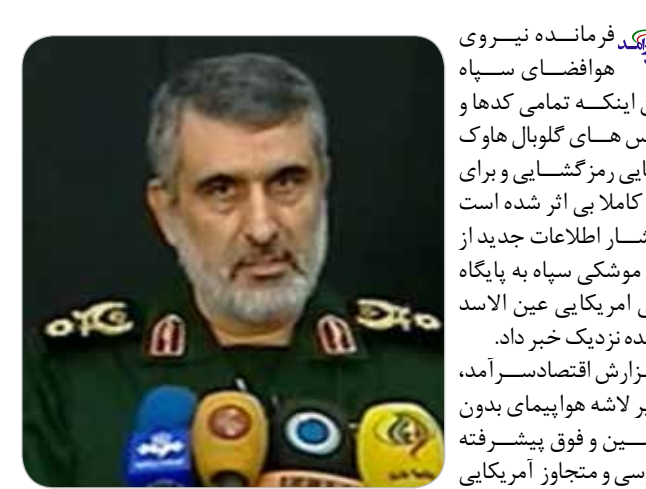 فرمانده نیروی
هوافضای سپاه
اینکه تمامی کدها و
های گلوبال هاوک
رمزگشایی و برای
کاملا بی اثر شده است
اطلاعات جدید از
موشکی سپاه به پایگاه
امریکایی عین الاسد
نزدیک خبر داد.
گزارش اقتصادسرآمد،
لاشه هواپیمای بدون
و فوق پیشرفته
و متجاوز آمریکایی